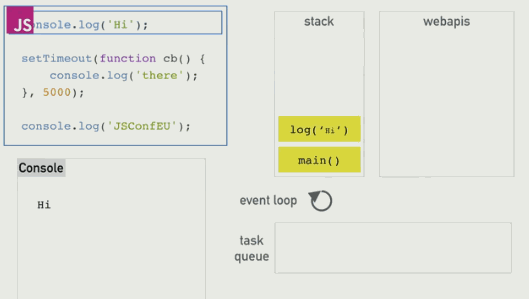 JS
console.log('Hi');
setTimeout(function cb() {
    console.log('there');
}, 5000);
console.log('JSConfEU');
Console
Hi
stack
webapis
log('Hi')
main()
event loop
task
queue